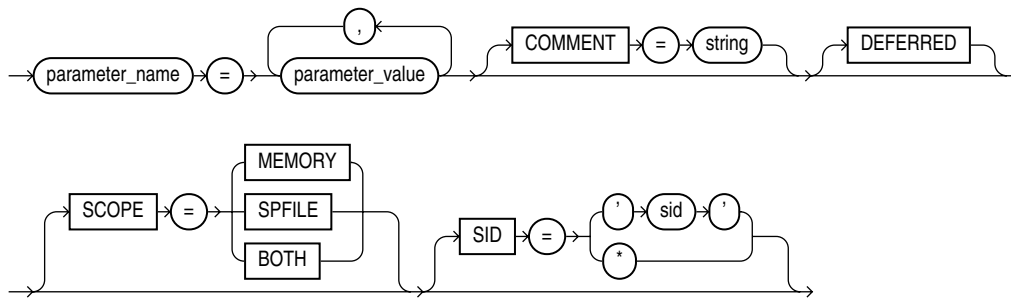 ,
COMMENT = string DEFERRED
parameter_name = parameter_value
MEMORY
SCOPE = SPFILE SID = ' sid '
BOTH *